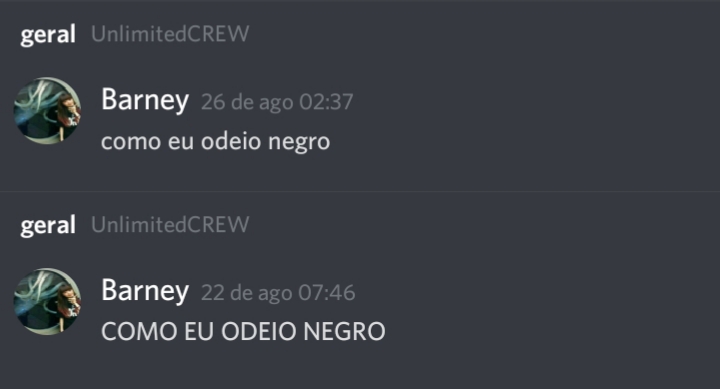 geral UnlimitedCREW
Barney 26 de ago 02:37
como eu odeio negro
geral UnlimitedCREW
Barney 22 de ago 07:46
COMO EU ODEIO NEGRO